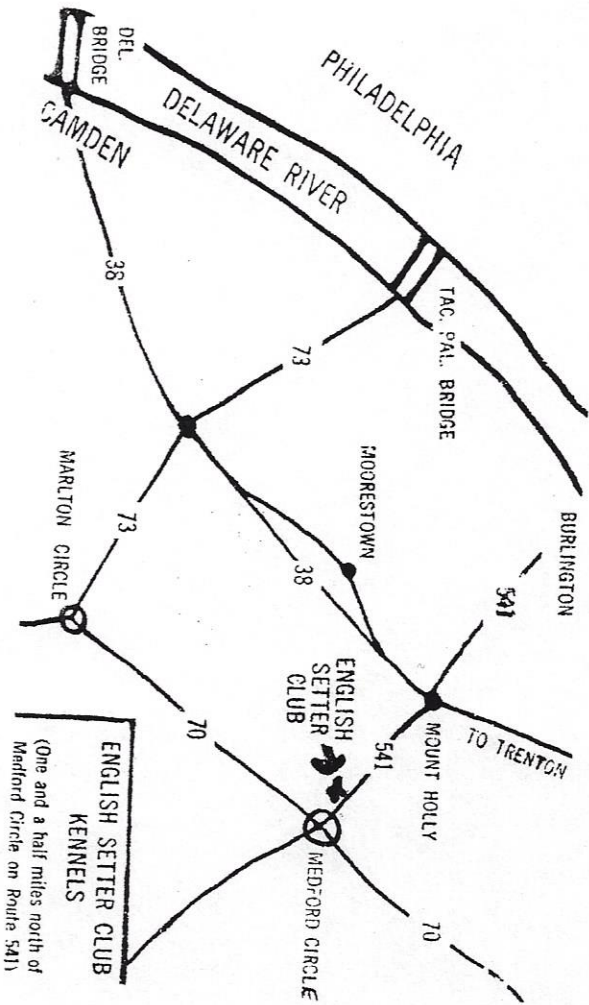 PHILADELPHIA
DELAWARE RIVER
DEL.
BRIDGE
CAMDEN
TAC. PAL. BRIDGE
BURLINGTON
38
73
541
MOORESTOWN
38
MOUNT HOLLY
TO TRENTON
73
MARLTON CIRCLE
ENGLISH
SETTER
CLUB
541
70
MEDFORD CIRCLE
70
ENGLISH SETTER CLUB
KENNELS
(One and a half miles north of
Medford Circle on Route 541)